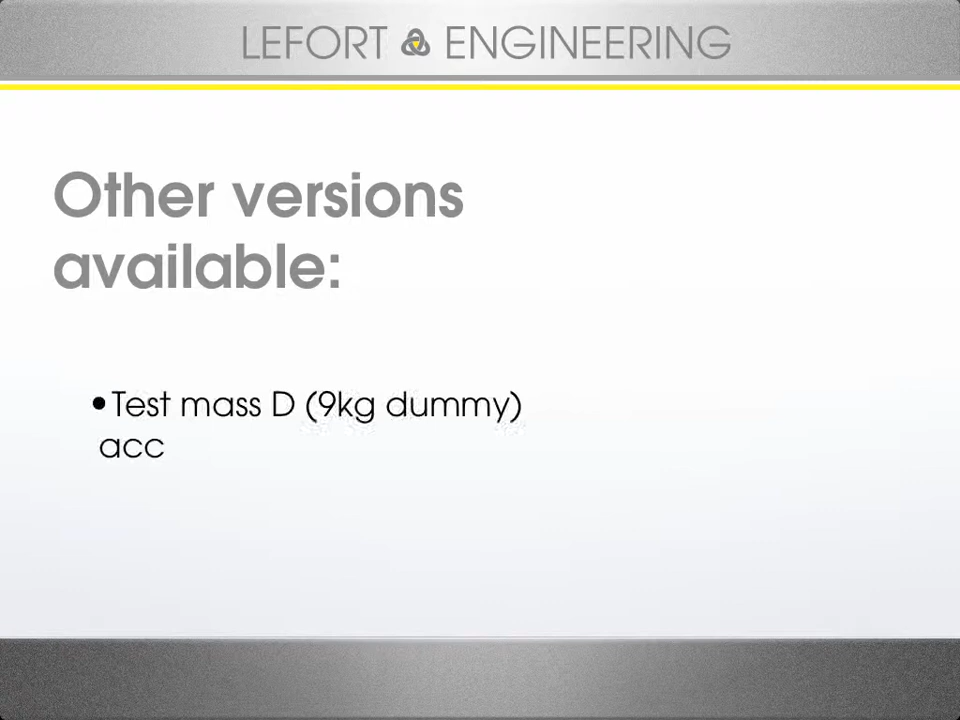 LEFORT ENGINEERING
Other versions
available:
•Test mass D (9kg dummy)
acc